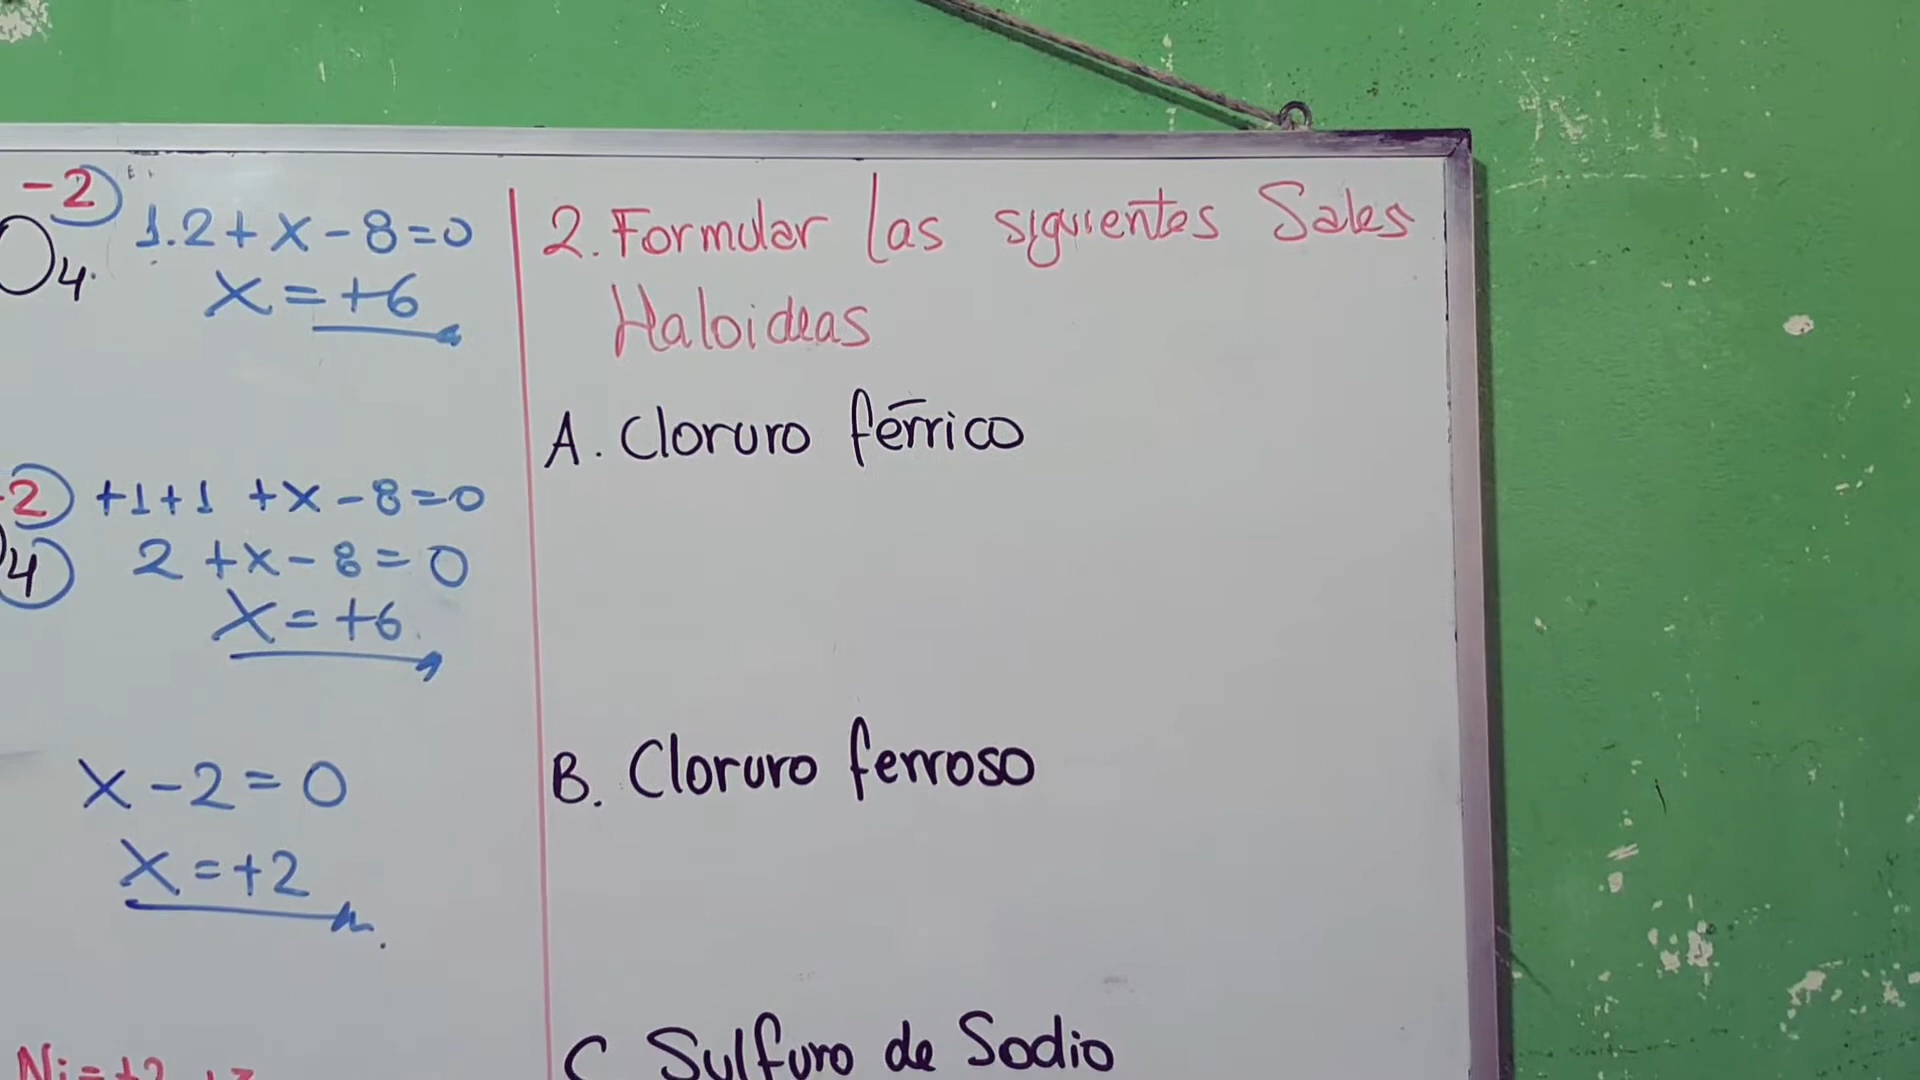 -2
O4. 1.2+x-8=0
x=+6
2 +1+1 +x-8=0
4 2+x-8=0
x=+6.
x-2=0
x=+2
Ni=+2
2. Formular las siguientes Sales
Haloideas
A. Cloruro férrico
B. Cloruro ferroso
C Sulfuro de Sodio